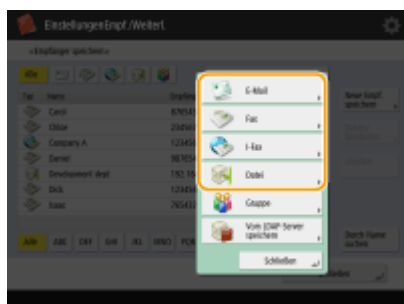 Einstellungen Empf./Weiterl.
<Empfänger speichern>
Alle
Fax
Name
Carol
Chloe
Company A
Daniel
Development dept
Dick
Isaac
E-Mail
Fax
I-Fax
Datei
Gruppe
Vom LDAP-Server
speichern
Schließen
Neue Empf.
speichern
Durch Name
suchen
Alle
ABC
DEF
GHI
JKL
MNO